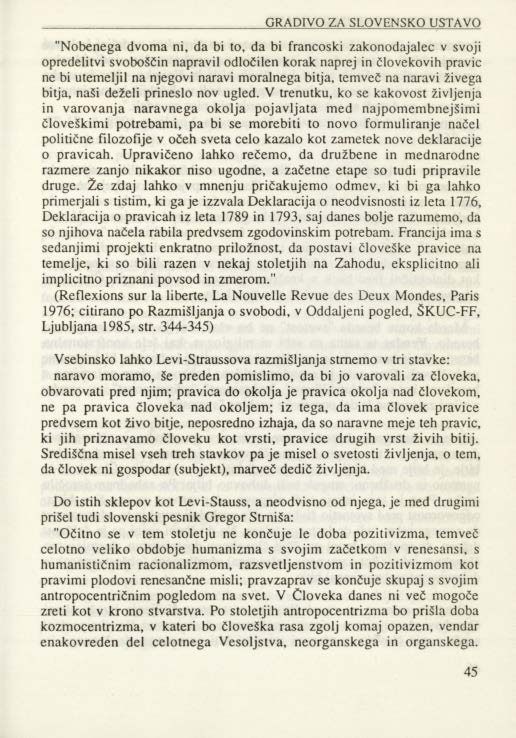 GRADIVO ZA SLOVENSKO USTAVO
"Nobenega dvoma ni, da bi to, da bi francoski zakonodajalec v svoji
opredelitvi svoboščin napravil odločilen korak naprej in človekovih pravic
ne bi utemeljil na njegovi naravi moralnega bitja, temveč na naravi živega
bitja, naši deželi prineslo nov ugled. V trenutku, ko se kakovost življenja
in varovanja naravnega okolja pojavljata med najpomembnejšimi
človeškimi potrebami, pa bi se morebiti to novo formuliranje načel
politične filozofije v očeh sveta celo kazalo kot zametek nove deklaracije
o pravicah. Upravičeno lahko rečemo, da družbene in mednarodne
razmere zanjo nikakor niso ugodne, a začetne etape so tudi pripravile
druge. Že zdaj lahko v mnenju pričakujemo odmev, ki bi ga lahko
primerjali s tistim, ki ga je izzvala Deklaracija o neodvisnosti iz leta 1776,
Deklaracija o pravicah iz leta 1789 in 1793, saj danes bolje razumemo, da
so njihova načela rabila predvsem zgodovinskim potrebam. Francija ima s
sedanjimi projekti enkratno priložnost, da postavi človeške pravice na
temelje, ki so bili razen v nekaj stoletjih na Zahodu, eksplicitno ali
implicitno priznani povsod in zmerom."
(Reflexions sur la liberte, La Nouvelle Revue des Deux Mondes, Paris
1976; citirano po Razmišljanja o svobodi, v Oddaljeni pogled, ŠKUC-FF,
Ljubljana 1985, str. 344-345)
Vsebinsko lahko Levi-Straussova razmišljanja strnemo v tri stavke:
naravo moramo, še preden pomislimo, da bi jo varovali za človeka,
obvarovati pred njim; pravica do okolja je pravica okolja nad človekom,
ne pa pravica človeka nad okoljem; iz tega, da ima človek pravice
predvsem kot živo bitje, neposredno izhaja, da so naravne meje teh pravic,
ki jih priznavamo človeku kot vrsti, pravice drugih vrst živih bitij.
Središčna misel vseh treh stavkov pa je misel o svetosti življenja, o tem,
da človek ni gospodar (subjekt), marveč dedič življenja.
Do istih sklepov kot Levi-Stauss, a neodvisno od njega, je med drugimi
prišel tudi slovenski pesnik Gregor Strniša:
"Očitno se v tem stoletju ne končuje le doba pozitivizma, temveč
celotno veliko obdobje humanizma s svojim začetkom v renesansi, s
humanističnim racionalizmom, razsvetljenstvom in pozitivizmom kot
pravimi plodovi renesančne misli; pravzaprav se končuje skupaj s svojim
antropocentričnim pogledom na svet. V Človeka danes ni več mogoče
zreti kot v krono stvarstva. Po stoletjih antropocentrizma bo prišla doba
kozmocentrizma, v kateri bo človeška rasa zgolj komaj opazen, vendar
enakovreden del celotnega Vesoljstva, neorganskega in organskega.
45